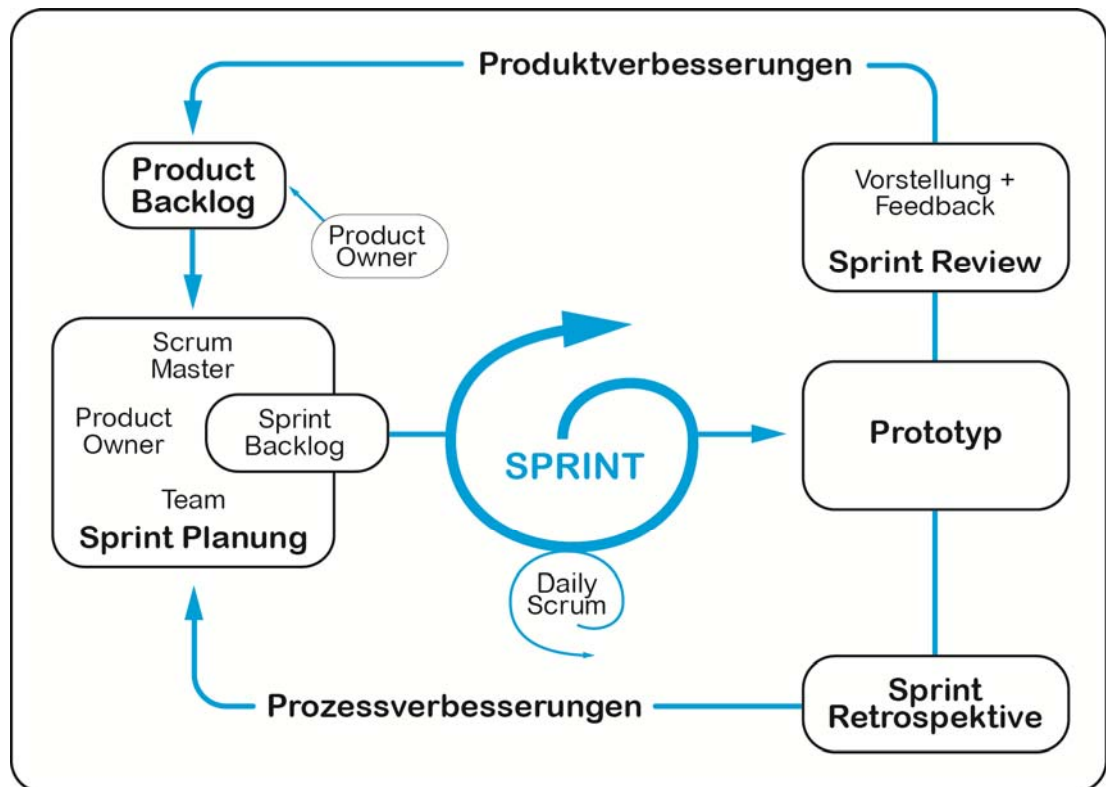 Produktverbesserungen
Product
Backlog
Product
Owner
Vorstellung +
Feedback
Sprint Review
Scrum
Master
Product
Owner
Sprint
Backlog
Team
Sprint Planung
SPRINT
Daily
Scrum
Prototyp
Prozessverbesserungen
Sprint
Retrospektive